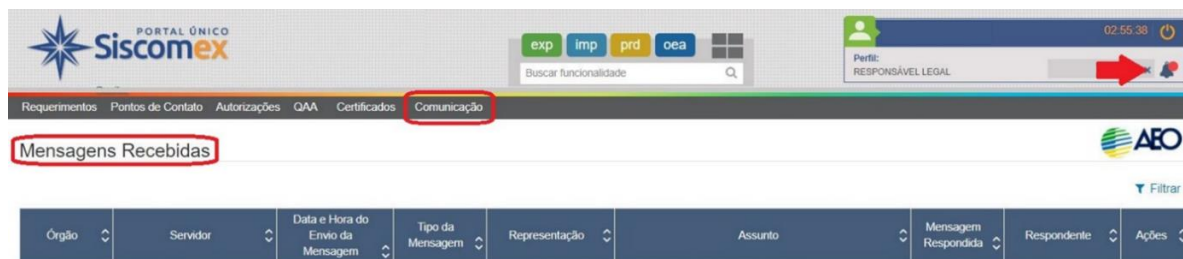 PORTAL ÚNICO
Siscomex
exp imp prd oea
Buscar funcionalidade
02:55:38
Perfil:
RESPONSÁVEL LEGAL
Requerimentos Pontos de Contato Autorizações QAA Certificados Comunicação
Mensagens Recebidas
AEO
Filtrar
Órgão
Servidor
Data e Hora do
Envio da
Mensagem
Tipo da
Mensagem
Representação
Assunto
Mensagem
Respondida
Respondente
Ações